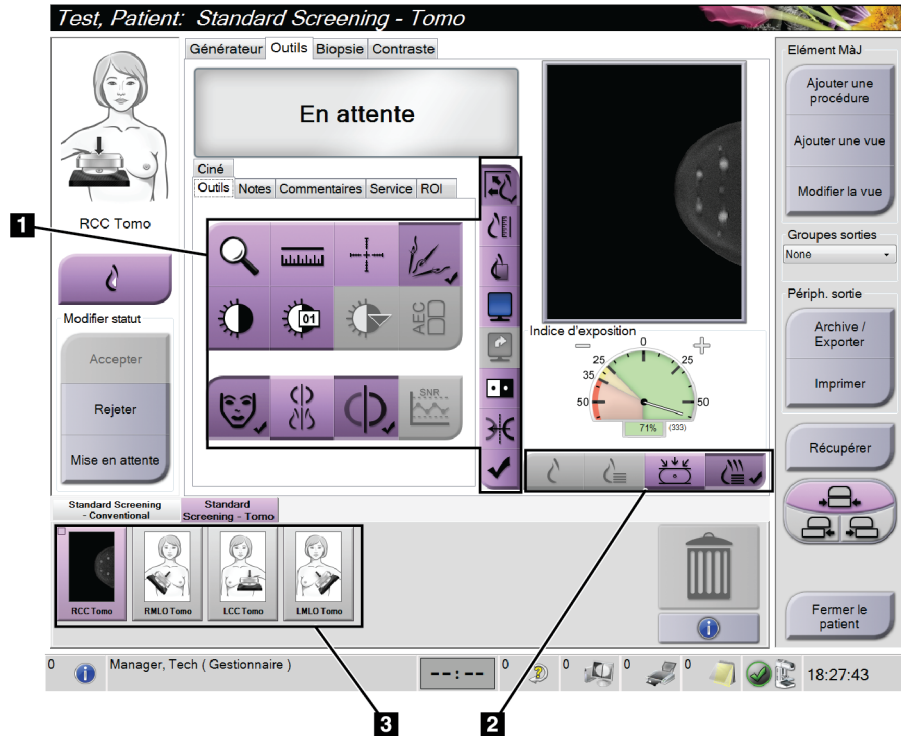 Test, Patient: Standard Screening - Tomo
Générateur Outils Biopsie Contraste
En attente
Ciné
Outils Notes Commentaires Service ROI
RCC Tomo
1
01
AEC
SNR
Modifier statut
Accepter
Rejeter
Mise en attente
Indice d'exposition
0
25 25
35
50 50
71% (333)
Elément MàJ
Ajouter une
procédure
Ajouter une vue
Modifier la vue
Groupes sorties
None
Périph. sortie
Archive /
Exporter
Imprimer
Récupérer
Fermer le
patient
Standard Screening
- Conventional
Standard
Screening - Tomo
RCC Tomo RMLO Tomo LCC Tomo LMLO Tomo
0 Manager, Tech ( Gestionnaire ) --:-- 0 0 0 0 18:27:43
3 2